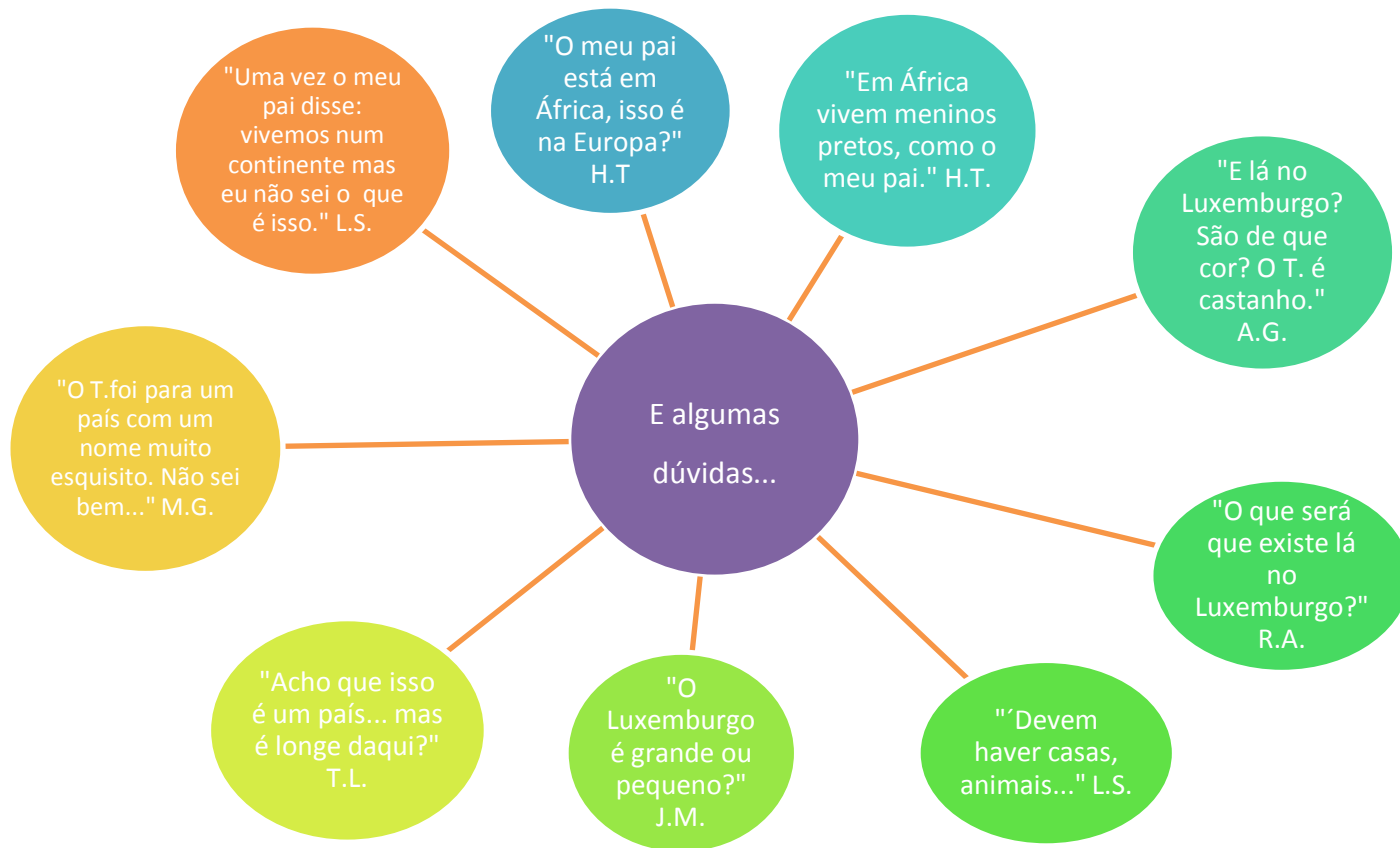 "Uma vez o meu
pai disse:
vivemos num
continente mas
eu não sei o  que
é isso." L.S.
"O meu pai
está em
África, isso é
na Europa?"
H.T
"Em África
vivem meninos
pretos, como o
meu pai." H.T.
"E lá no
Luxemburgo?
São de que
cor? O T. é
castanho."
A.G.
"O T.foi para um
país com um
nome muito
esquisito. Não sei
bem..." M.G.
E algumas
dúvidas...
"O que será
que existe lá
no
Luxemburgo?"
R.A.
"Acho que isso
é um país... mas
é longe daqui?"
T.L.
"O
Luxemburgo
é grande ou
pequeno?"
J.M.
"´Devem
haver casas,
animais..." L.S.